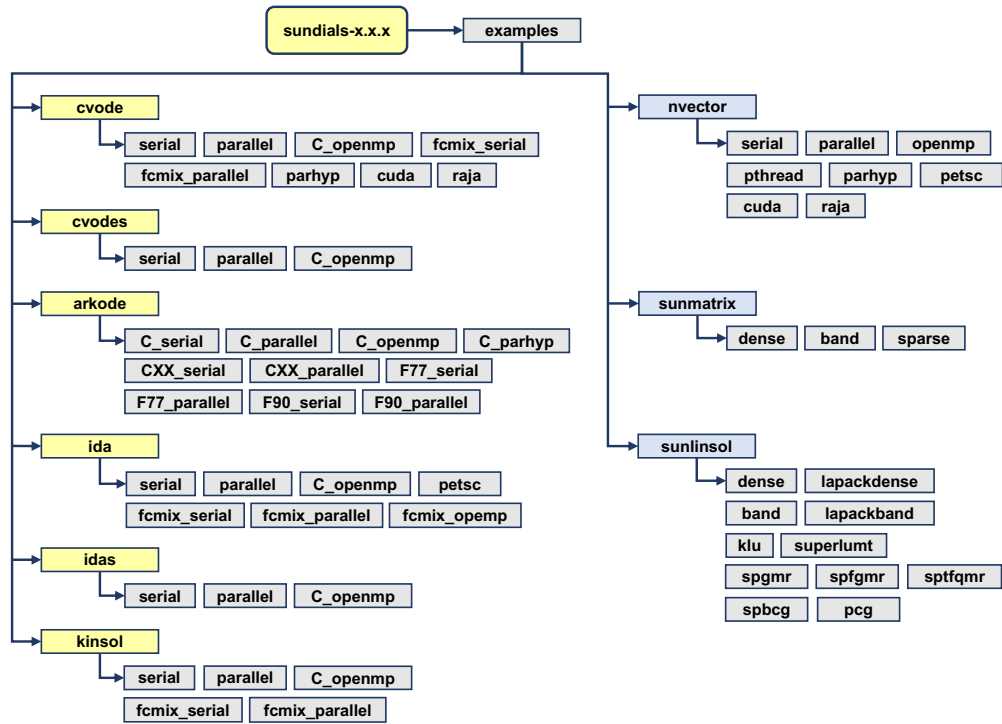 sundials-x.x.x examples
cvode
serial parallel C_openmp fcmix_serial
fcmix_parallel parhyp cuda raja
cvodes
serial parallel C_openmp
arkode
C_serial C_parallel C_openmp C_parhyp
CXX_serial CXX_parallel F77_serial
F77_parallel F90_serial F90_parallel
ida
serial parallel C_openmp petsc
fcmix_serial fcmix_parallel fcmix_opemp
idas
serial parallel C_openmp
kinsol
serial parallel C_openmp
fcmix_serial fcmix_parallel
nvector
serial parallel openmp
pthread parhyp petsc
cuda raja
sunmatrix
dense band sparse
sunlinsol
dense lapackdense
band lapackband
klu superlumt
spgmr spfgmr sptfqmr
spbcg pcg